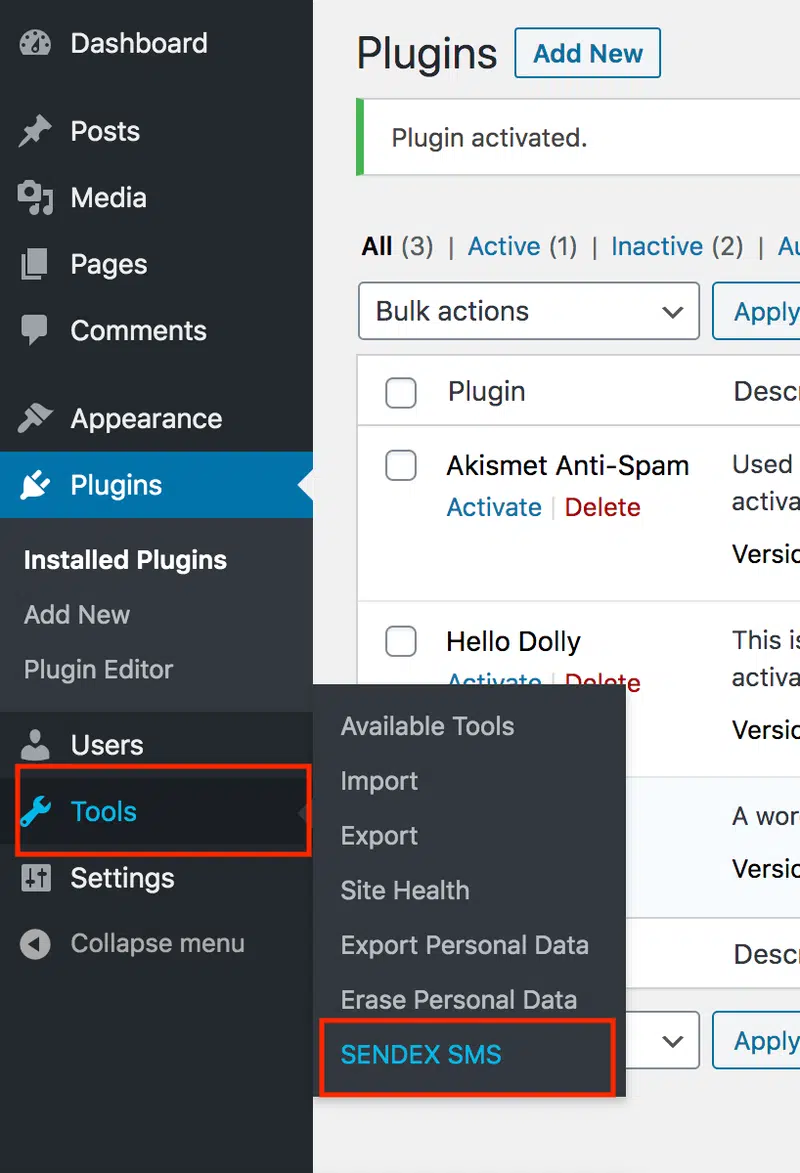 Dashboard
Posts
Media
Pages
Comments
Appearance
Plugins
Installed Plugins
Add New
Plugin Editor
Users
Tools
Settings
Collapse menu
Plugins Add New
Plugin activated.
All (3) | Active (1) | Inactive (2) | Au
Bulk actions Apply
Plugin Descr
Akismet Anti-Spam Used
Activate | Delete activa
Versio
Hello Dolly This is
Activate | Delete activa
Versio
Available Tools
Import
Export
Site Health
Export Personal Data
Erase Personal Data
SENDEX SMS
A wor
Versio
Descr
Apply